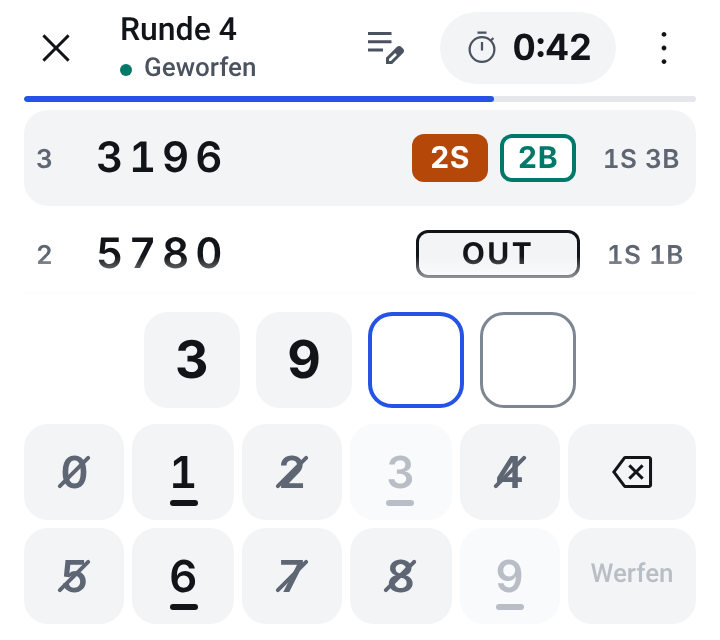 Runde 4
Geworfen
0:42
3 3196 2S 2B 1S 3B
2 5780 OUT 1S 1B
3 9
0 1 2 3 4
5 6 7 8 9 Werfen